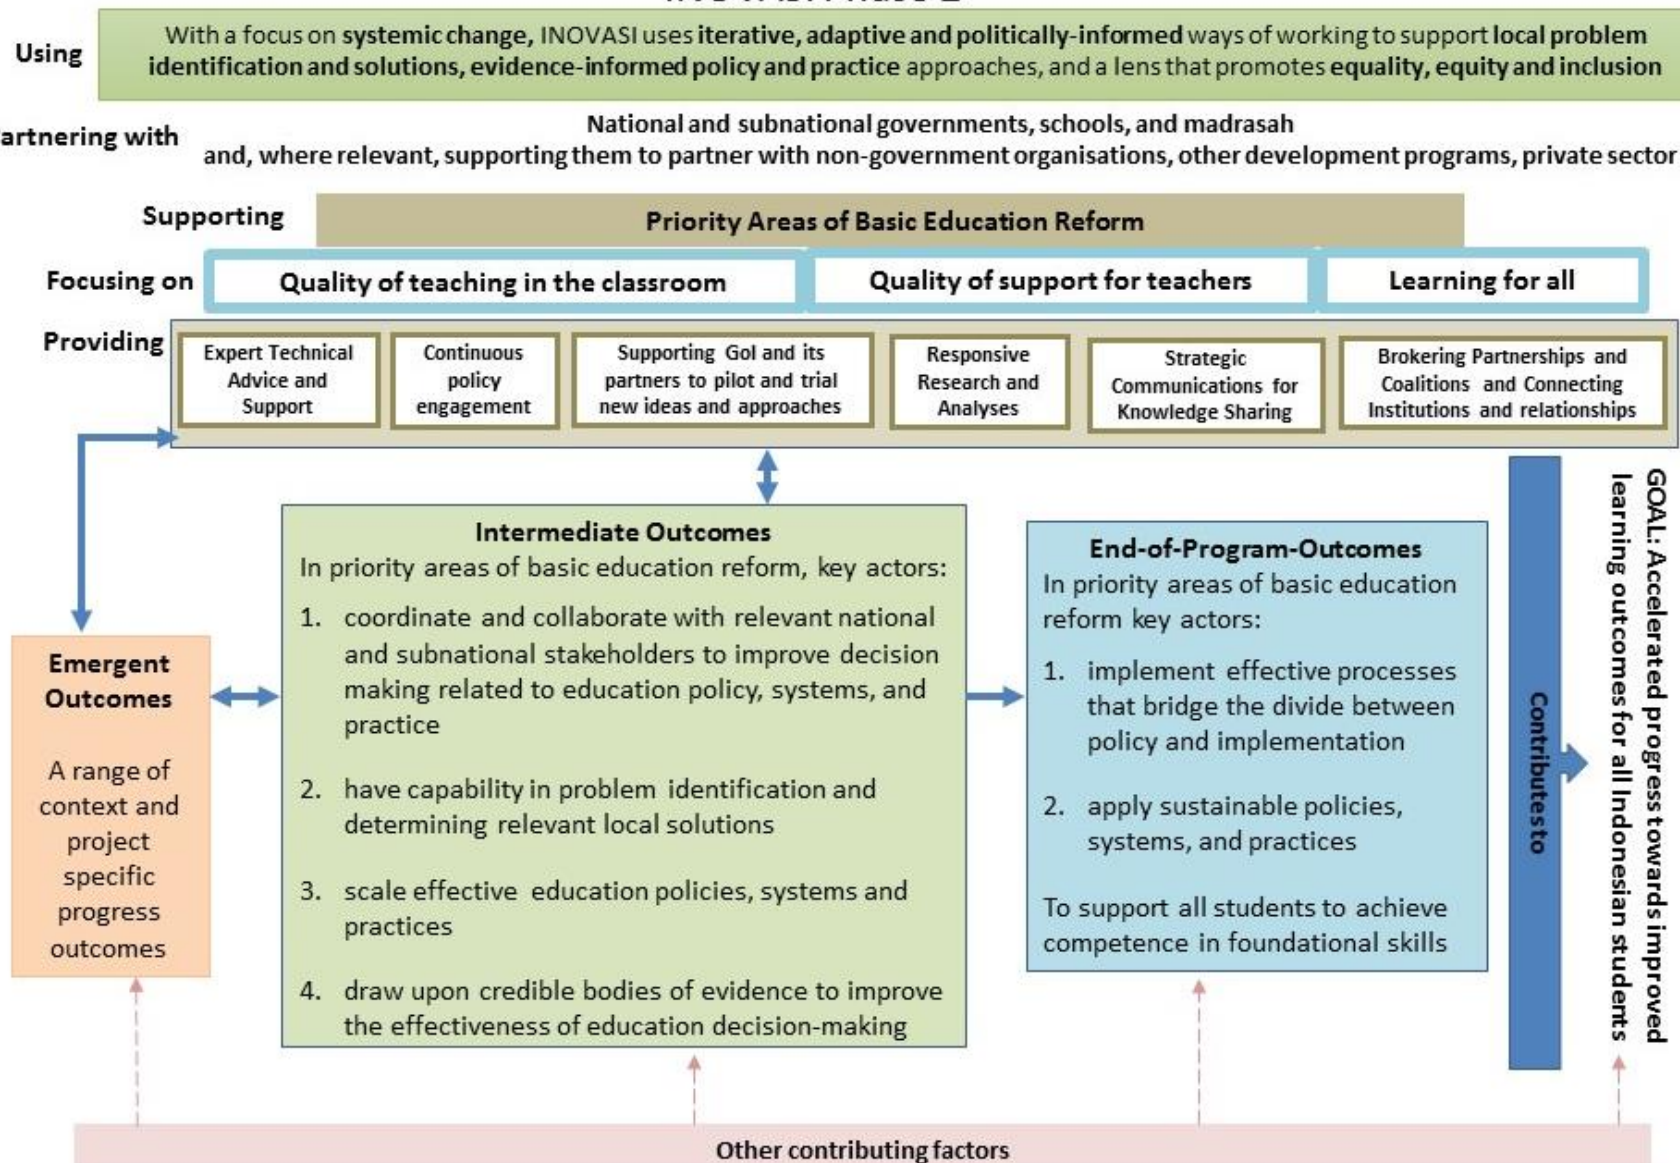 Using
With a focus on systemic change, INOVASI uses iterative, adaptive and politically-informed ways of working to support local problem
identification and solutions, evidence-informed policy and practice approaches, and a lens that promotes equality, equity and inclusion
artnering with
National and subnational governments, schools, and madrasah
and, where relevant, supporting them to partner with non-government organisations, other development programs, private sector
Supporting
Priority Areas of Basic Education Reform
Focusing on
Quality of teaching in the classroom
Quality of support for teachers
Learning for all
Providing
Expert Technical
Advice and
Support
Continuous
policy
engagement
Supporting GoI and its
partners to pilot and trial
new ideas and approaches
Responsive
Research and
Analyses
Strategic
Communications for
Knowledge Sharing
Brokering Partnerships and
Coalitions and Connecting
Institutions and relationships
Emergent
Outcomes
A range of
context and
project
specific
progress
outcomes
Intermediate Outcomes
In priority areas of basic education reform, key actors:
1. coordinate and collaborate with relevant national
and subnational stakeholders to improve decision
making related to education policy, systems, and
practice
2. have capability in problem identification and
determining relevant local solutions
3. scale effective education policies, systems and
practices
4. draw upon credible bodies of evidence to improve
the effectiveness of education decision-making
End-of-Program-Outcomes
In priority areas of basic education
reform key actors:
1. implement effective processes
that bridge the divide between
policy and implementation
2. apply sustainable policies,
systems, and practices
To support all students to achieve
competence in foundational skills
Contributes to
GOAL: Accelerated progress towards improved
learning outcomes for all Indonesian students
Other contributing factors